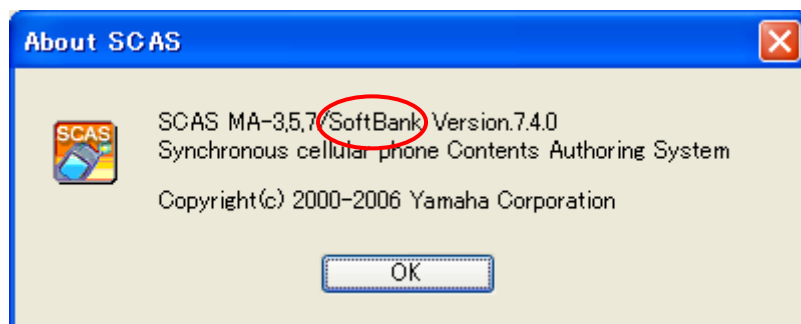 About SCAS
SCAS
SCAS MA-3,5,7/SoftBank Version.7.4.0
Synchronous cellular phone Contents Authoring System
Copyright(c) 2000-2006 Yamaha Corporation
OK